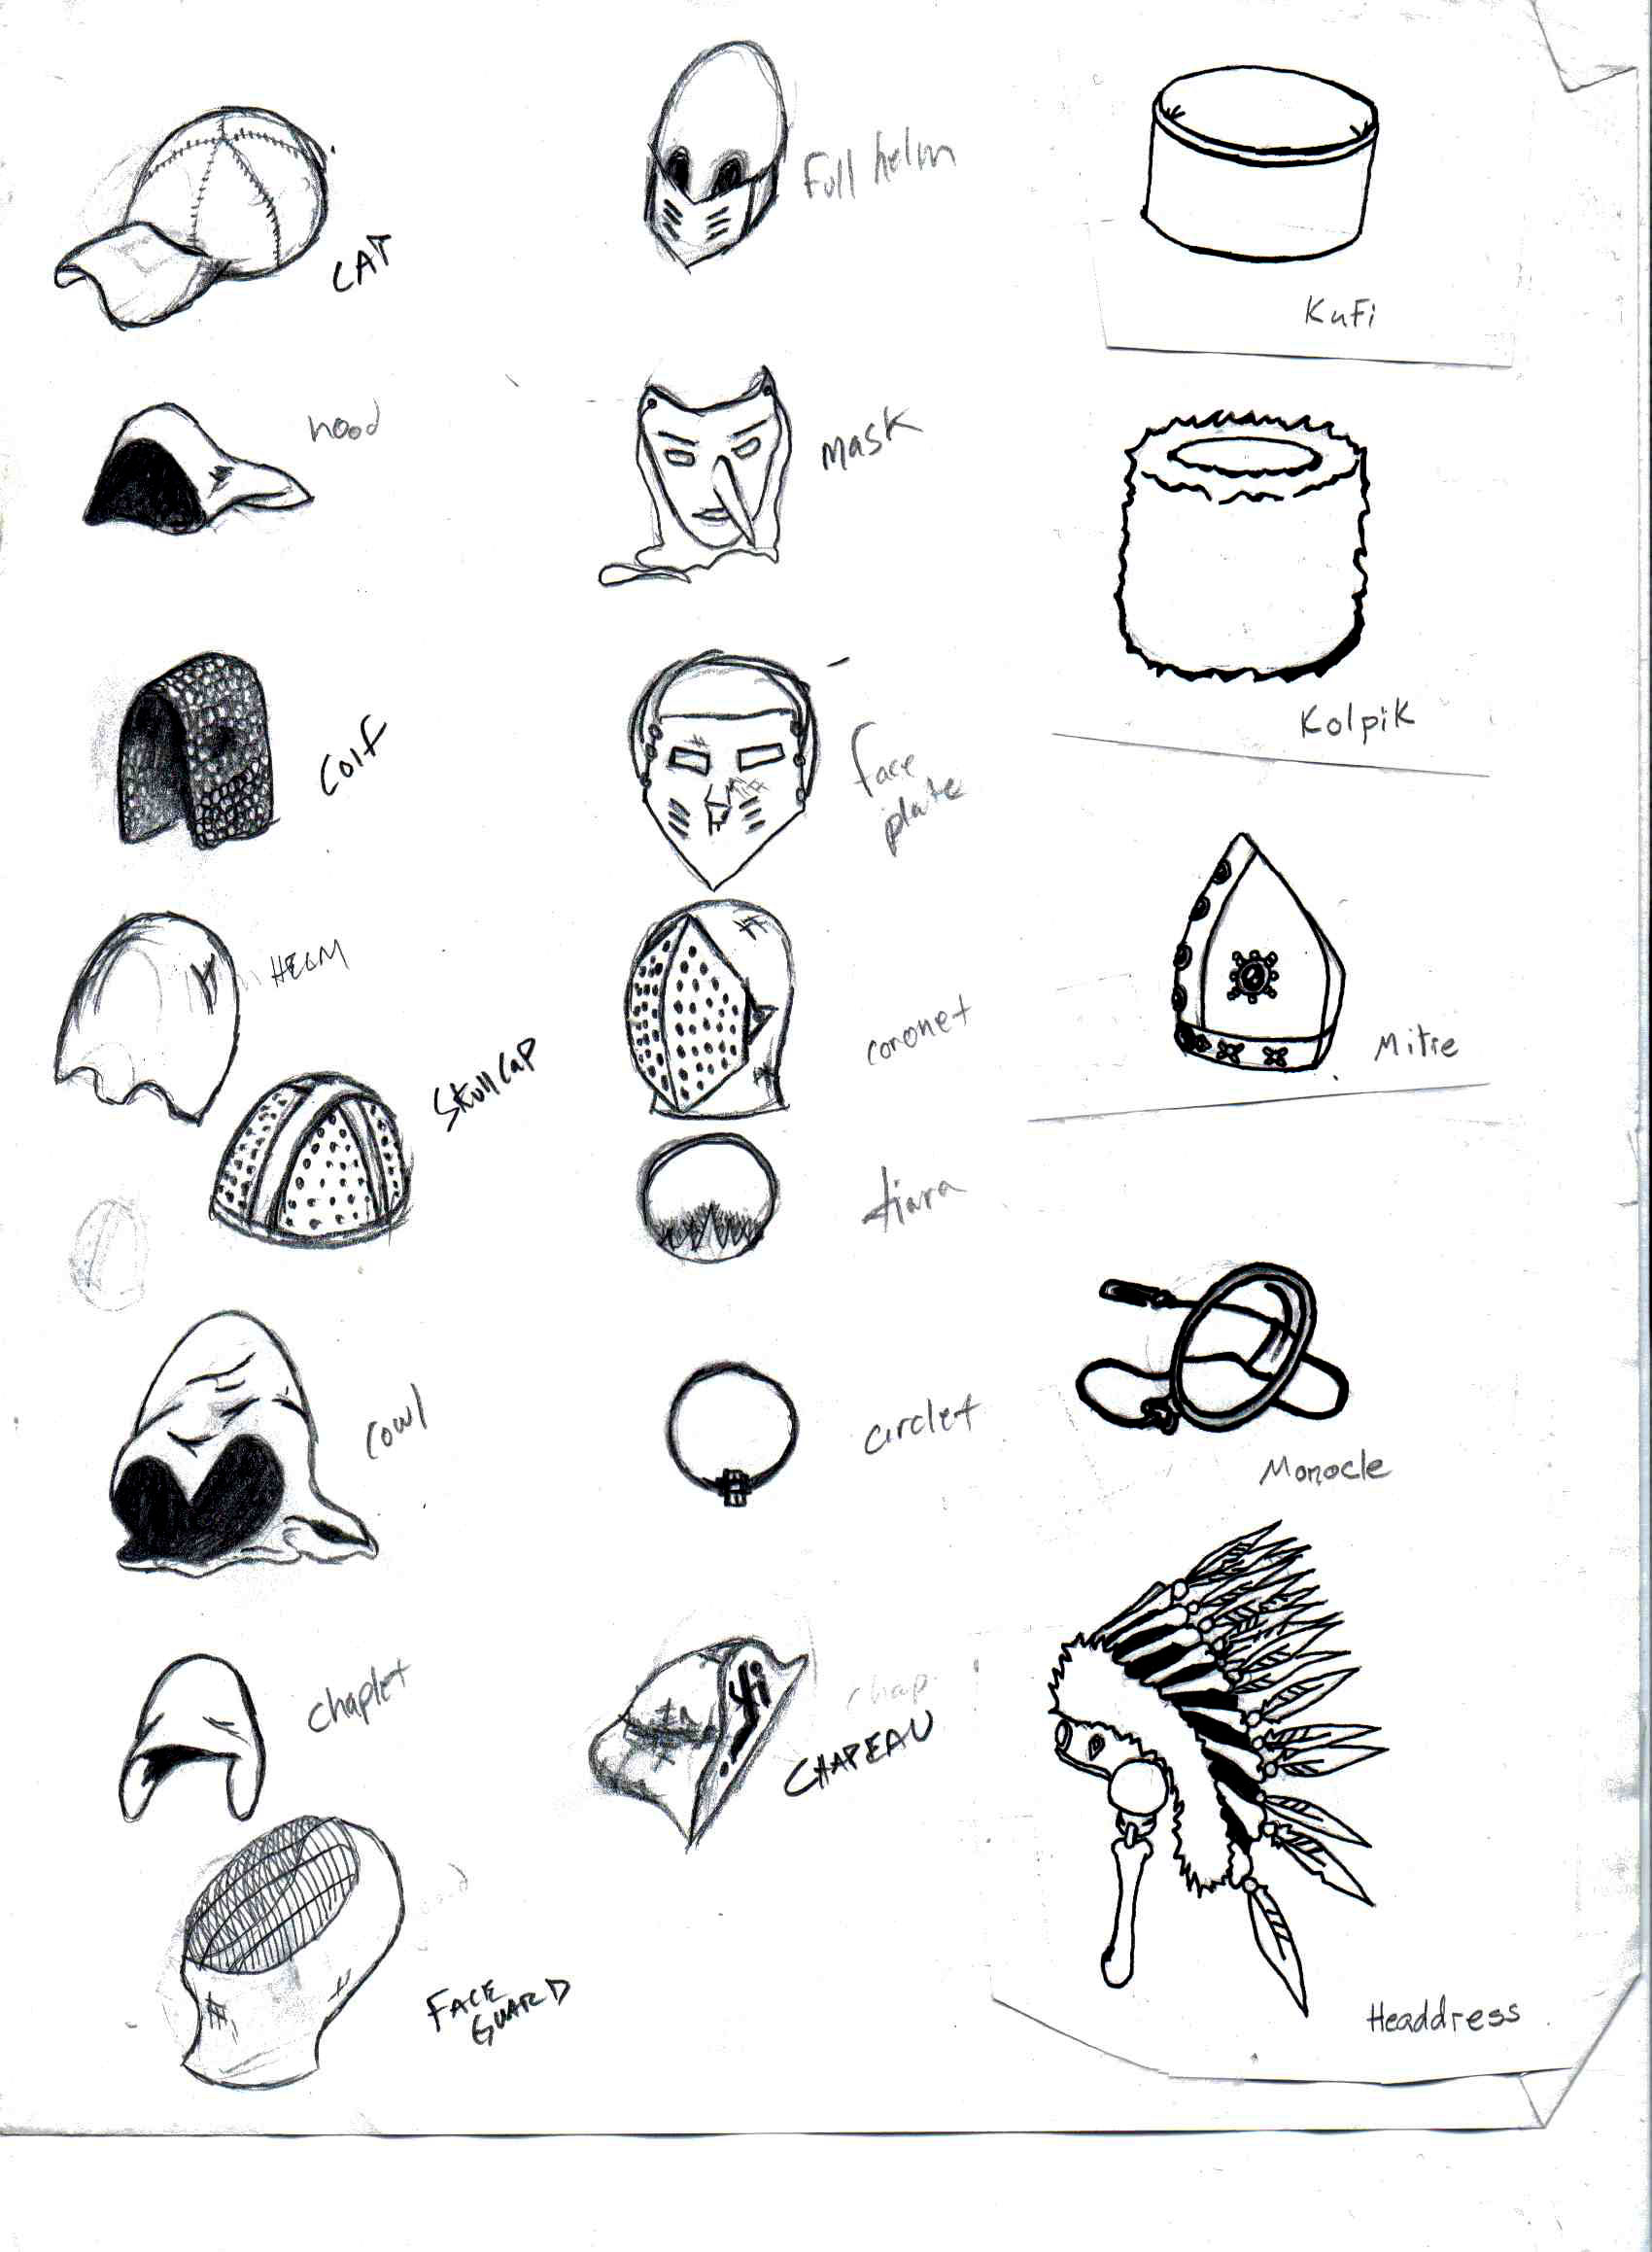 CAP
hood
Coif
HELM
Skullcap
cowl
chaplet
FACE
GUARD
Full helm
mask
face
plate
coronet
tiara
circlet
chap
CHAPEAU
Kufi
Kolpik
Mitre
Monocle
Headdress